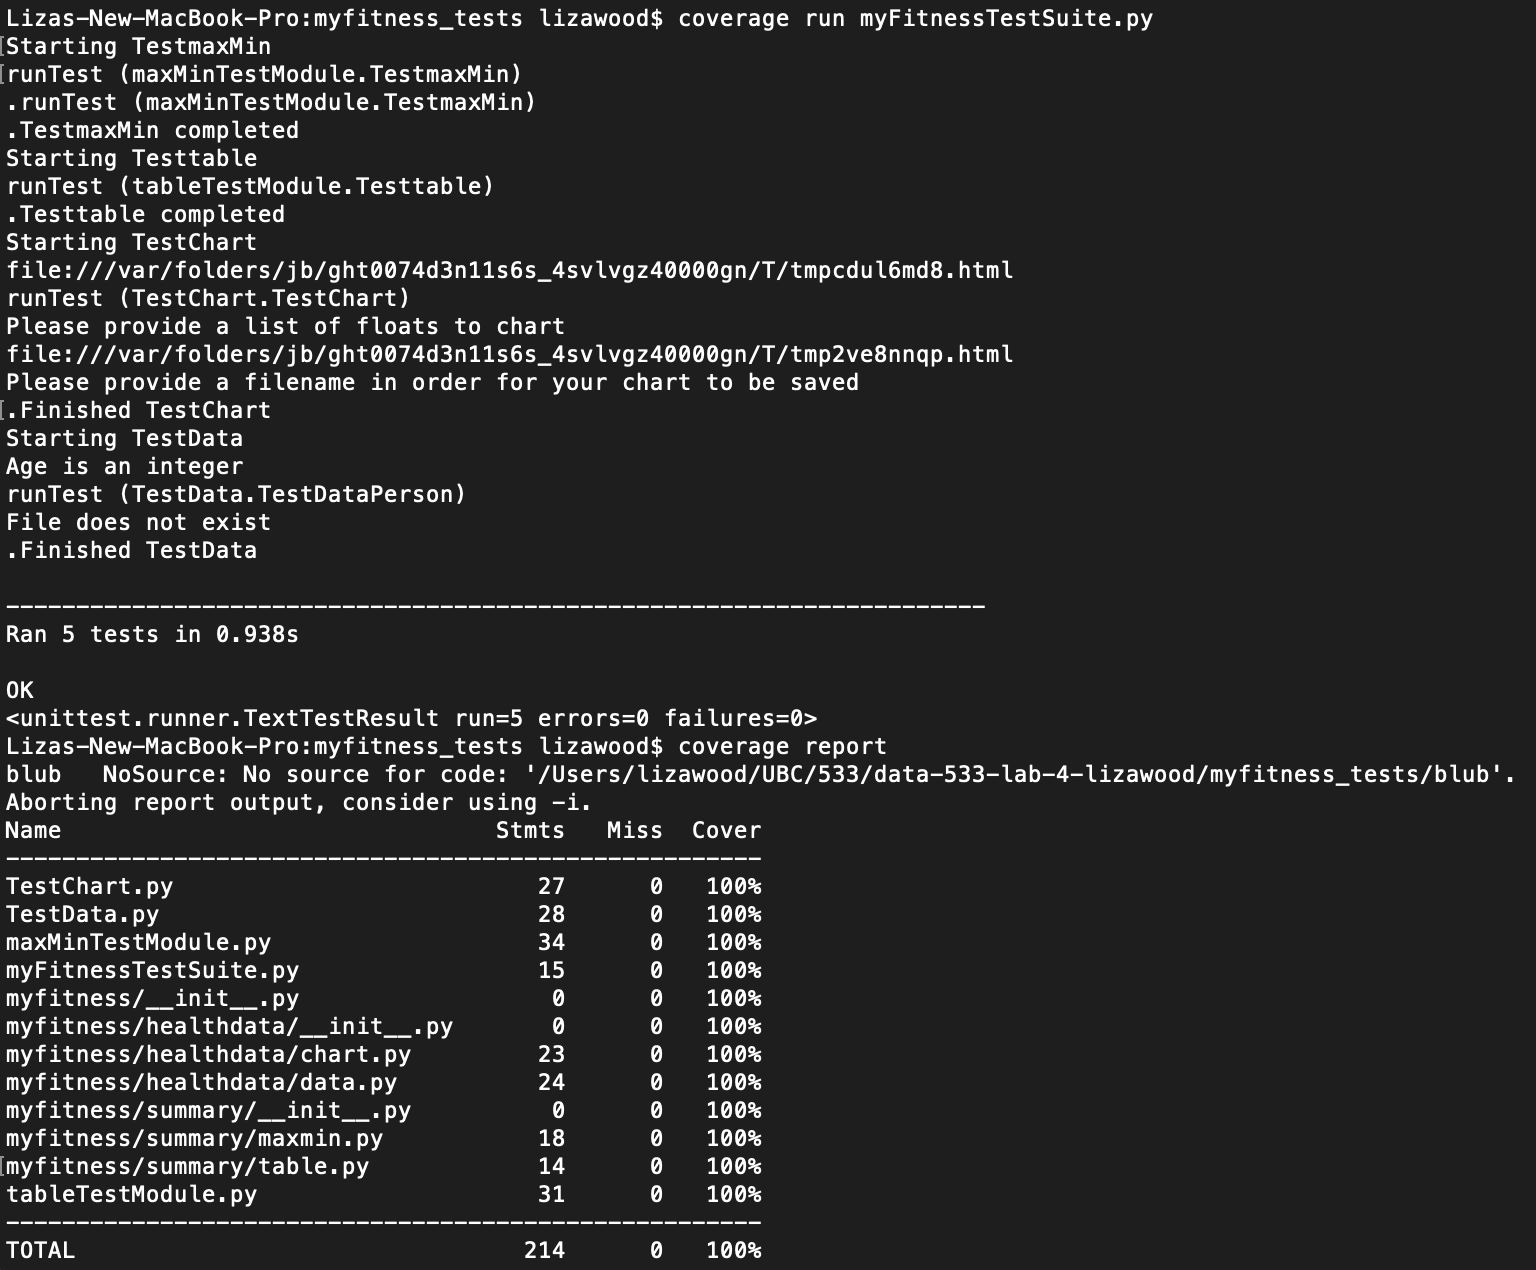 Lizas-New-MacBook-Pro:myfitness_tests lizawood$ coverage run myFitnessTestSuite.py
Starting TestmaxMin
runTest (maxMinTestModule.TestmaxMin)
.runTest (maxMinTestModule.TestmaxMin)
.TestmaxMin completed
Starting Testtable
runTest (tableTestModule.Testtable)
.Testtable completed
Starting TestChart
file:///var/folders/jb/ght0074d3n11s6s_4svlvgz40000gn/T/tmpcdul6md8.html
runTest (TestChart.TestChart)
Please provide a list of floats to chart
file:///var/folders/jb/ght0074d3n11s6s_4svlvgz40000gn/T/tmp2ve8nnqp.html
Please provide a filename in order for your chart to be saved
.Finished TestChart
Starting TestData
Age is an integer
runTest (TestData.TestDataPerson)
File does not exist
.Finished TestData
----------------------------------------------------------------------
Ran 5 tests in 0.938s
OK
<unittest.runner.TextTestResult run=5 errors=0 failures=0>
Lizas-New-MacBook-Pro:myfitness_tests lizawood$ coverage report
blub   NoSource: No source for code: '/Users/lizawood/UBC/533/data-533-lab-4-lizawood/myfitness_tests/blub'.
Aborting report output, consider using -i.
Name                               Stmts   Miss  Cover
------------------------------------------------------
TestChart.py                          27      0   100%
TestData.py                           28      0   100%
maxMinTestModule.py                   34      0   100%
myFitnessTestSuite.py                 15      0   100%
myfitness/__init__.py                  0      0   100%
myfitness/healthdata/__init__.py       0      0   100%
myfitness/healthdata/chart.py         23      0   100%
myfitness/healthdata/data.py          24      0   100%
myfitness/summary/__init__.py          0      0   100%
myfitness/summary/maxmin.py           18      0   100%
myfitness/summary/table.py            14      0   100%
tableTestModule.py                    31      0   100%
------------------------------------------------------
TOTAL                                214      0   100%